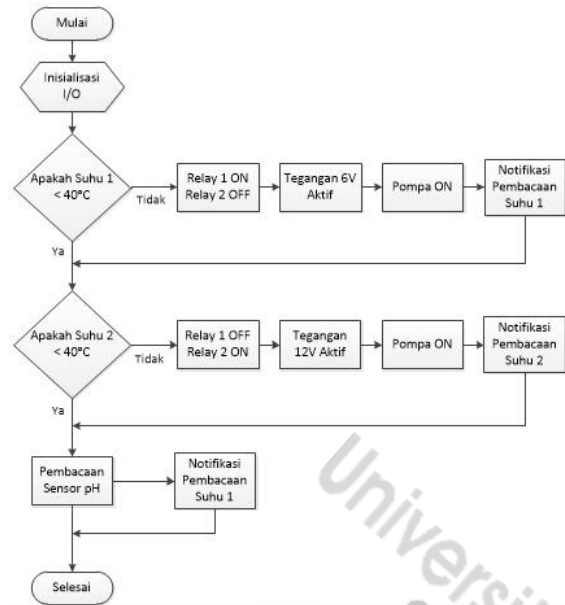 Mulai
Inisialisasi
I/O
Apakah Suhu 1
< 40°C
Tidak
Relay 1 ON
Relay 2 OFF
Tegangan 6V
Aktif
Pompa ON
Notifikasi
Pembacaan
Suhu 1
Ya
Apakah Suhu 2
< 40°C
Tidak
Relay 1 OFF
Relay 2 ON
Tegangan
12V Aktif
Pompa ON
Notifikasi
Pembacaan
Suhu 2
Ya
Pembacaan
Sensor pH
Notifikasi
Pembacaan
Suhu 1
Selesai